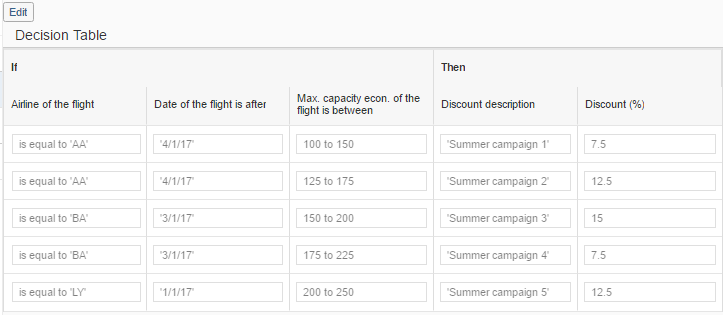 Edit
Decision Table
If Then
Airline of the flight Date of the flight is after Max. capacity econ. of the flight is between Discount description Discount (%)
is equal to 'AA' '4/1/17' 100 to 150 'Summer campaign 1' 7.5
is equal to 'AA' '4/1/17' 125 to 175 'Summer campaign 2' 12.5
is equal to 'BA' '3/1/17' 150 to 200 'Summer campaign 3' 15
is equal to 'BA' '3/1/17' 175 to 225 'Summer campaign 4' 7.5
is equal to 'LY' '1/1/17' 200 to 250 'Summer campaign 5' 12.5